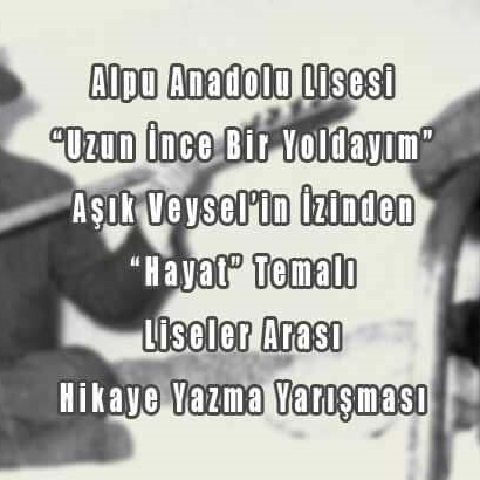 Alpu Anadolu Lisesi
“Uzun İnce Bir Yoldayım”
Aşık Veysel’in İzinden
“Hayat” Temalı
Liseler Arası
Hikaye Yazma Yarışması